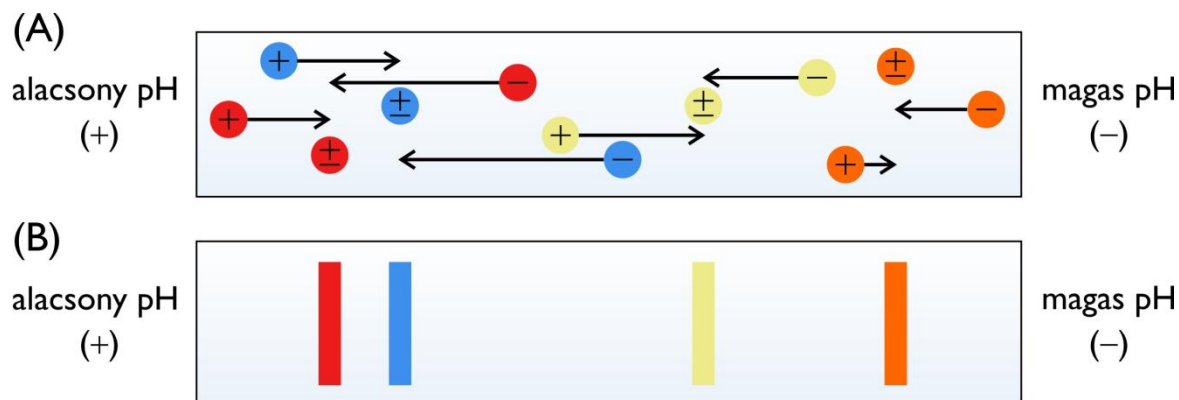 (A)
alacsony pH
(+)
magas pH
(−)
+
−
+
±
±
±
+
−
±
−
−
+
(B)
alacsony pH
(+)
magas pH
(−)